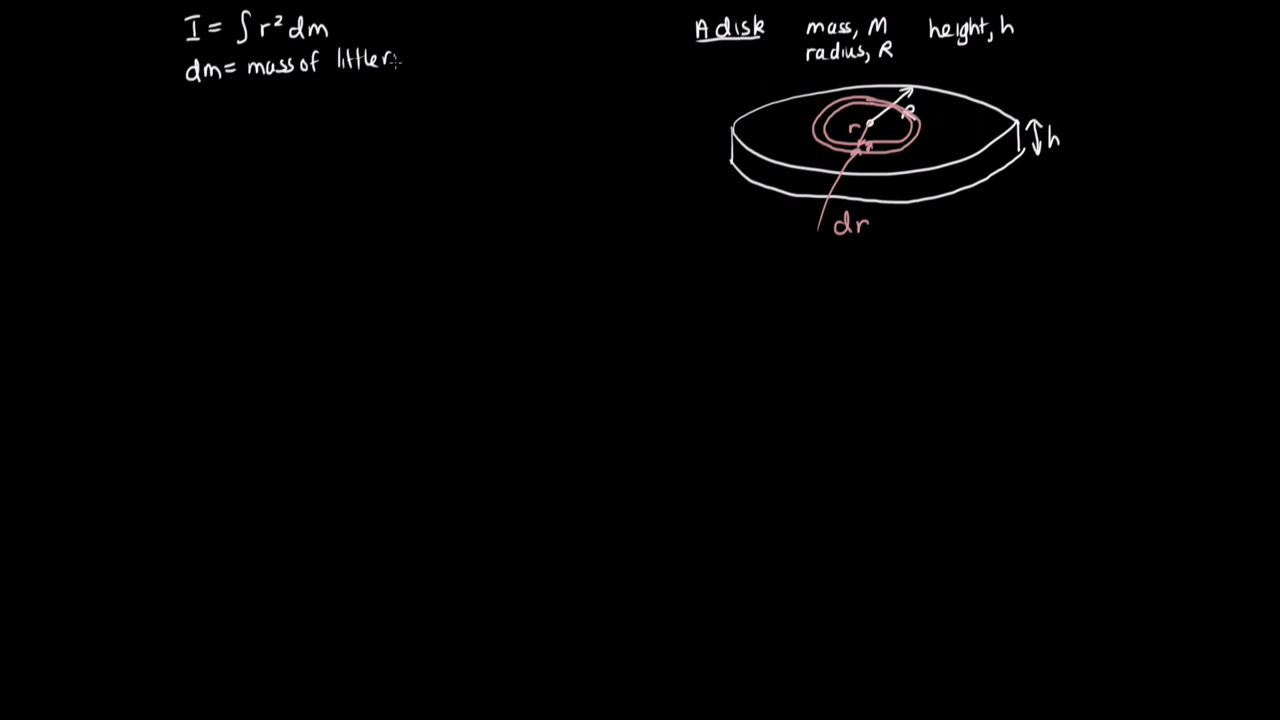 I = ∫ r² dm
dm = mass of little r
A disk mass, M height, h
radius, R
R
r
h
dr